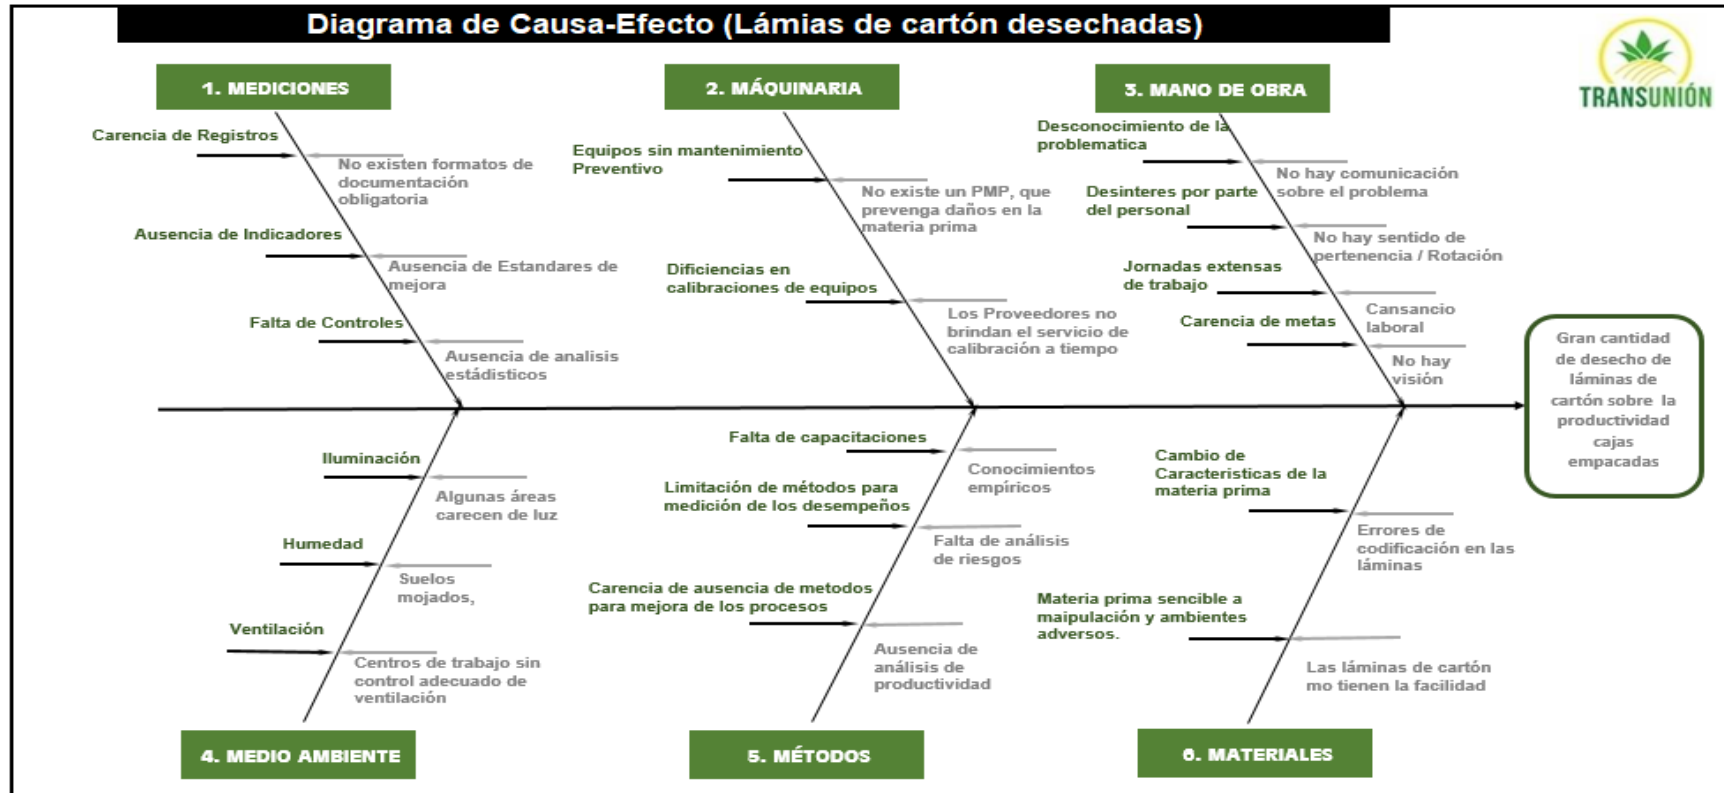 Diagrama de Causa-Efecto (Lámias de cartón desechadas)
TRANSUNIÓN
1. MEDICIONES
Carencia de Registros
No existen formatos de
documentación
obligatoria
Ausencia de Indicadores
Ausencia de Estandares de
mejora
Falta de Controles
Ausencia de analisis
estádisticos
2. MÁQUINARIA
Equipos sin mantenimiento
Preventivo
No existe un PMP, que
prevenga daños en la
materia prima
Dificiencias en
calibraciones de equipos
Los Proveedores no
brindan el servicio de
calibración a tiempo
3. MANO DE OBRA
Desconocimiento de la
problematica
No hay comunicación
sobre el problema
Desinteres por parte
del personal
No hay sentido de
pertenencia / Rotación
Jornadas extensas
de trabajo
Cansancio
laboral
Carencia de metas
No hay
visión
Gran cantidad
de desecho de
láminas de
cartón sobre la
productividad
cajas
empacadas
Iluminación
Algunas áreas
carecen de luz
Humedad
Suelos
mojados,
Ventilación
Centros de trabajo sin
control adecuado de
ventilación
4. MEDIO AMBIENTE
Falta de capacitaciones
Conocimientos
empíricos
Limitación de métodos para
medición de los desempeños
Falta de análisis
de riesgos
Carencia de ausencia de metodos
para mejora de los procesos
Ausencia de
análisis de
productividad
5. MÉTODOS
Cambio de
Caracteristicas de la
materia prima
Errores de
codificación en las
láminas
Materia prima sencible a
maipulación y ambientes
adversos.
Las láminas de cartón
mo tienen la facilidad
6. MATERIALES